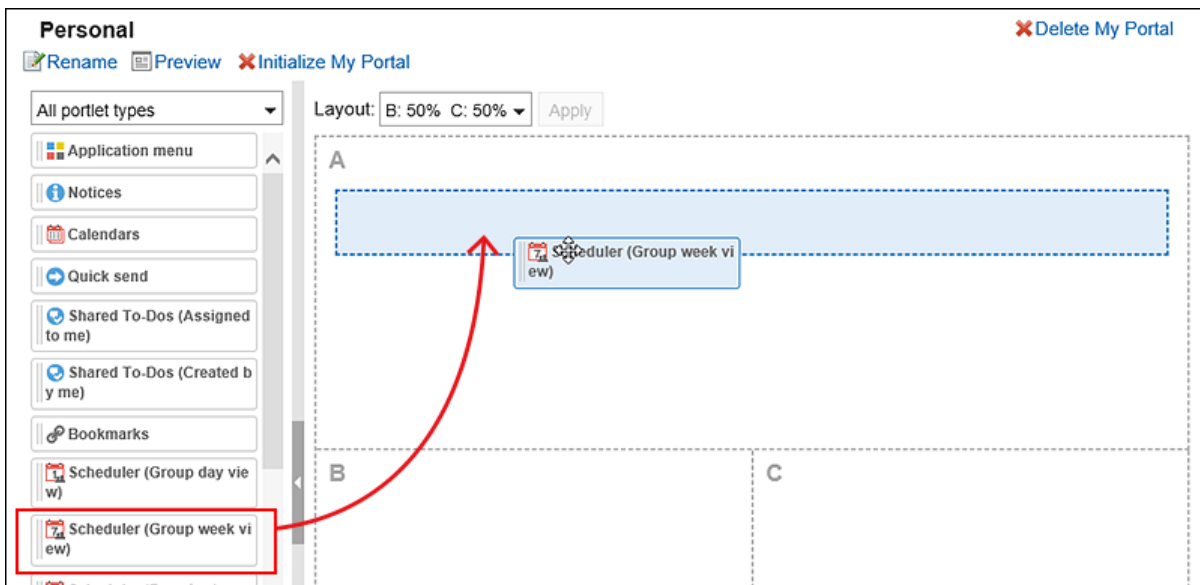 Personal
Delete My Portal
Rename
Preview
Initialize My Portal
All portlet types
Layout:
B: 50% C: 50%
Apply
Application menu
Notices
Calendars
Quick send
Shared To-Dos (Assigned
to me)
Shared To-Dos (Created b
y me)
Bookmarks
Scheduler (Group day vie
w)
Scheduler (Group week vi
ew)
A
Scheduler (Group week vi
ew)
B
C